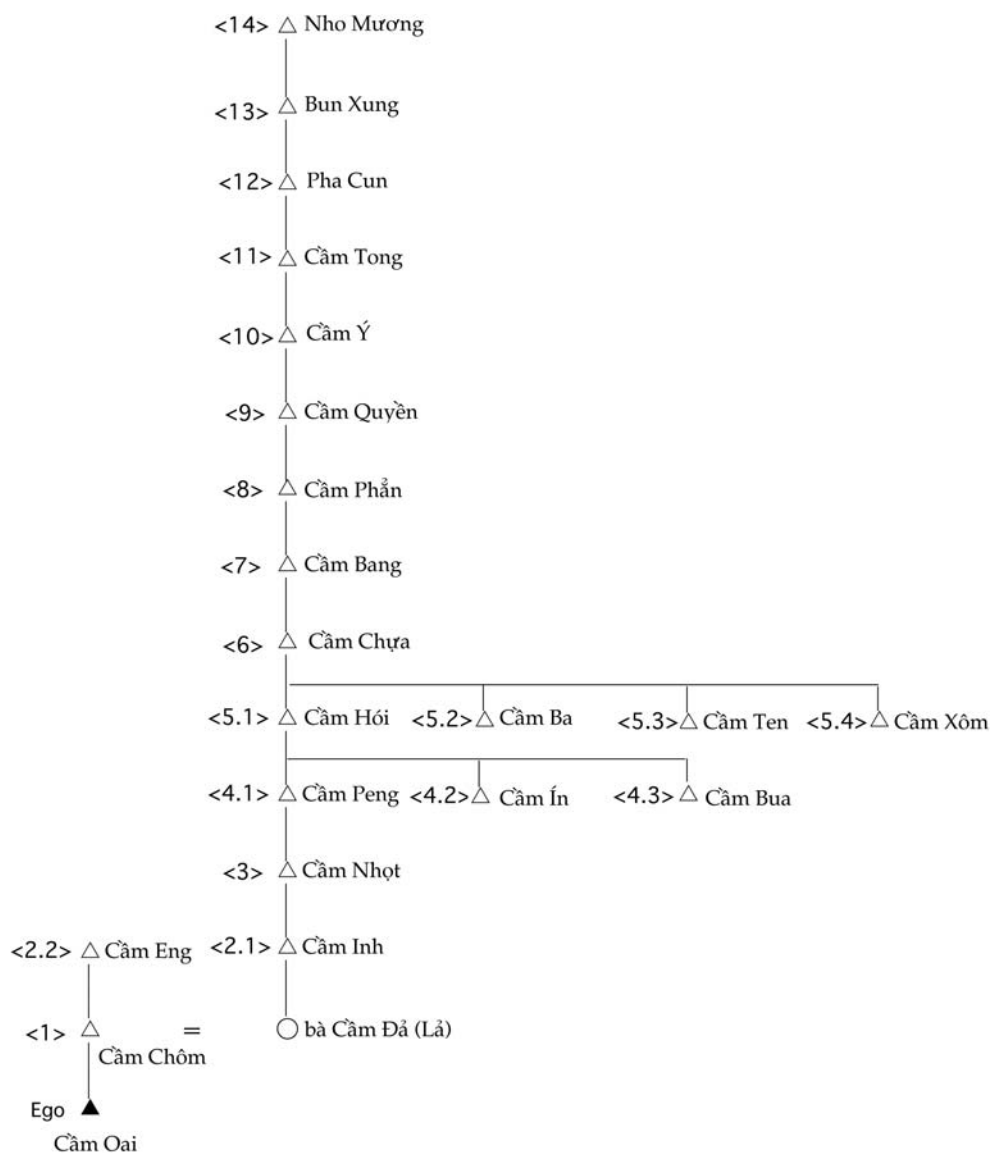 <14> Nho Mương
<13> Bun Xung
<12> Pha Cun
<11> Cầm Tong
<10> Cầm Ý
<9> Cầm Quyền
<8> Cầm Phẳn
<7> Cầm Bang
<6> Cầm Chựa
<5.1> Cầm Hói <5.2> Cầm Ba <5.3> Cầm Ten <5.4> Cầm Xôm
<4.1> Cầm Peng <4.2> Cầm Ín <4.3> Cầm Bua
<3> Cầm Nhọt
<2.2> Cầm Eng <2.1> Cầm Inh
<1> = bà Cầm Đả (Lả)
Cầm Chôm
Ego
Cầm Oai